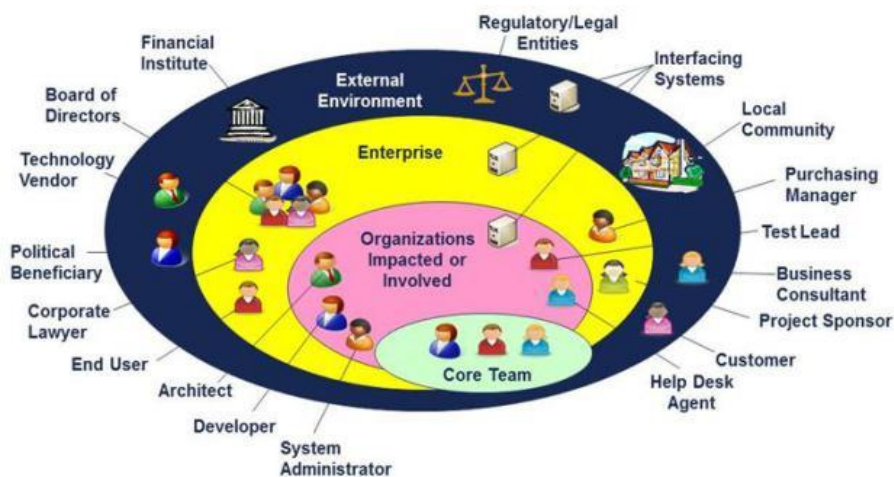 Regulatory/Legal
Entities
Financial
Institute
Interfacing
Systems
External
Environment
Board of
Directors
Local
Community
Enterprise
Technology
Vendor
Purchasing
Manager
Organizations
Impacted or
Involved
Test Lead
Political
Beneficiary
Business
Consultant
Corporate
Lawyer
Project Sponsor
End User
Customer
Core Team
Help Desk
Agent
Architect
Developer
System
Administrator